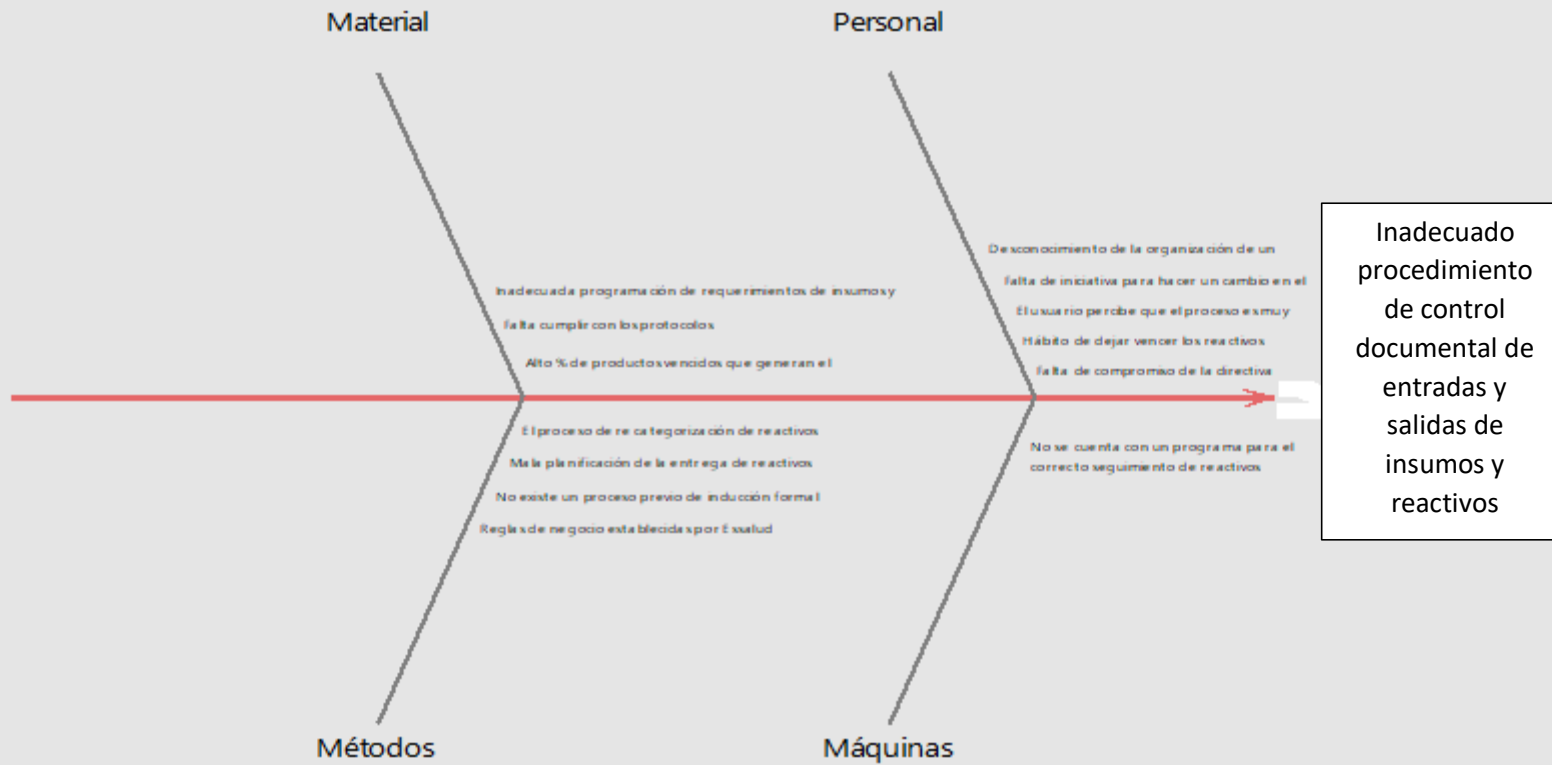 Material
Personal
Inadecuada programación de requerimientos de insumos y
Falta cumplir con los protocolos
Alto % de productos vencidos que generan el
Desconocimiento de la organización de un
falta de iniciativa para hacer un cambio en el
El usuario percibe que el proceso es muy
Hábito de dejar vencer los reactivos
Falta de compromiso de la directiva
Inadecuado
procedimiento
de control
documental de
entradas y
salidas de
insumos y
reactivos
El proceso de re categorización de reactivos
Mala planificación de la entrega de reactivos
No existe un proceso previo de inducción formal
Reglas de negocio establecidas por Essalud
No se cuenta con un programa para el
correcto seguimiento de reactivos
Métodos
Máquinas